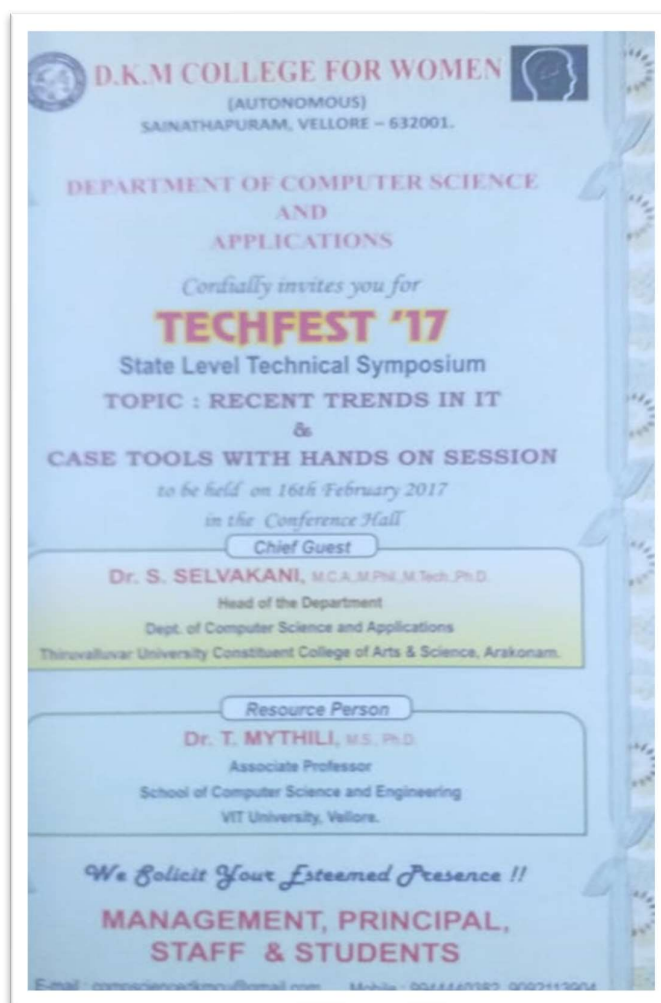 D.K.M COLLEGE FOR WOMEN
(AUTONOMOUS)
SAINATHAPURAM, VELLORE – 632001.
DEPARTMENT OF COMPUTER SCIENCE
AND
APPLICATIONS
Cordially invites you for
TECHFEST '17
State Level Technical Symposium
TOPIC : RECENT TRENDS IN IT
&
CASE TOOLS WITH HANDS ON SESSION
to be held on 16th February 2017
in the Conference Hall
Chief Guest
Dr. S. SELVAKANI, M.C.A.,M.Phil.,M.Tech.,Ph.D.
Head of the Department
Dept. of Computer Science and Applications
Thiruvalluvar University Constituent College of Arts & Science, Arakonam.
Resource Person
Dr. T. MYTHILI, M.S., Ph.D.
Associate Professor
School of Computer Science and Engineering
VIT University, Vellore.
We Solicit Your Esteemed Presence !!
MANAGEMENT, PRINCIPAL,
STAFF & STUDENTS
E-mail : Mobile : 9944440382, 9092113904